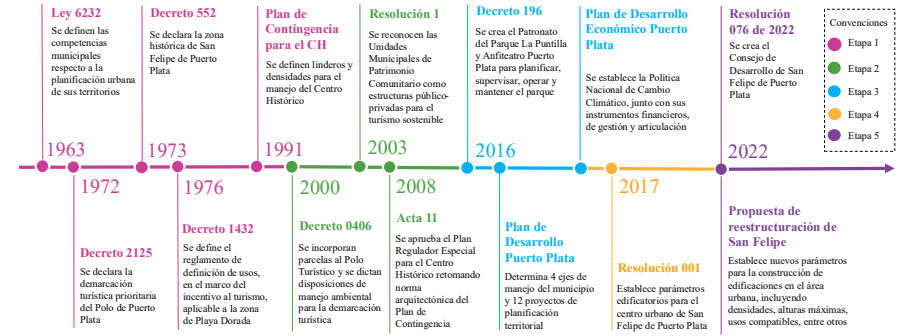 Ley 6232
Se definen las
competencias
municipales
respecto a la
planificación urbana
de sus territorios
Decreto 552
Se declara la zona
histórica de San
Felipe de Puerto
Plata
Plan de
Contingencia
para el CH
Se definen linderos y
densidades para el
manejo del Centro
Histórico
Resolución 1
Se reconocen las
Unidades
Municipales de
Patrimonio
Comunitario como
estructuras público-
privadas para el
turismo sostenible
Decreto 196
Se crea el Patronato
del Parque La Puntilla
y Anfiteatro Puerto
Plata para planificar,
supervisar, operar y
mantener el parque
Plan de Desarrollo
Económico Puerto
Plata
Se establece la Política
Nacional de Cambio
Climático, junto con sus
instrumentos financieros,
de gestión y articulación
Resolución
076 de 2022
Se crea el
Consejo de
Desarrollo de San
Felipe de Puerto
Plata
Convenciones
Etapa 1
Etapa 2
Etapa 3
Etapa 4
Etapa 5
1963
1973
1991
2003
2016
2022
1972
1976
2000
2008
2017
Decreto 2125
Se declara la
demarcación
turística prioritaria
del Polo de Puerto
Plata
Decreto 1432
Se define el
reglamento de
definición de usos,
en el marco del
incentivo al turismo,
aplicable a la zona
de Playa Dorada
Decreto 0406
Se incorporan
parcelas al Polo
Turístico y se dictan
disposiciones de
manejo ambiental
para la demarcación
turística
Acta 11
Se aprueba el Plan
Regulador Especial
para el Centro
Histórico retomando
norma
arquitectónica del
Plan de
Contingencia
Plan de
Desarrollo
Puerto Plata
Determina 4 ejes de
manejo del municipio
y 12 proyectos de
planificación
territorial
Resolución 001
Establece parámetros
edificatorios para el
centro urbano de San
Felipe de Puerto Plata
Propuesta de
reestructuración de
San Felipe
Establece nuevos parámetros
para la construcción de
edificaciones en el área
urbana, incluyendo
densidades, alturas máximas,
usos compatibles, entre otros